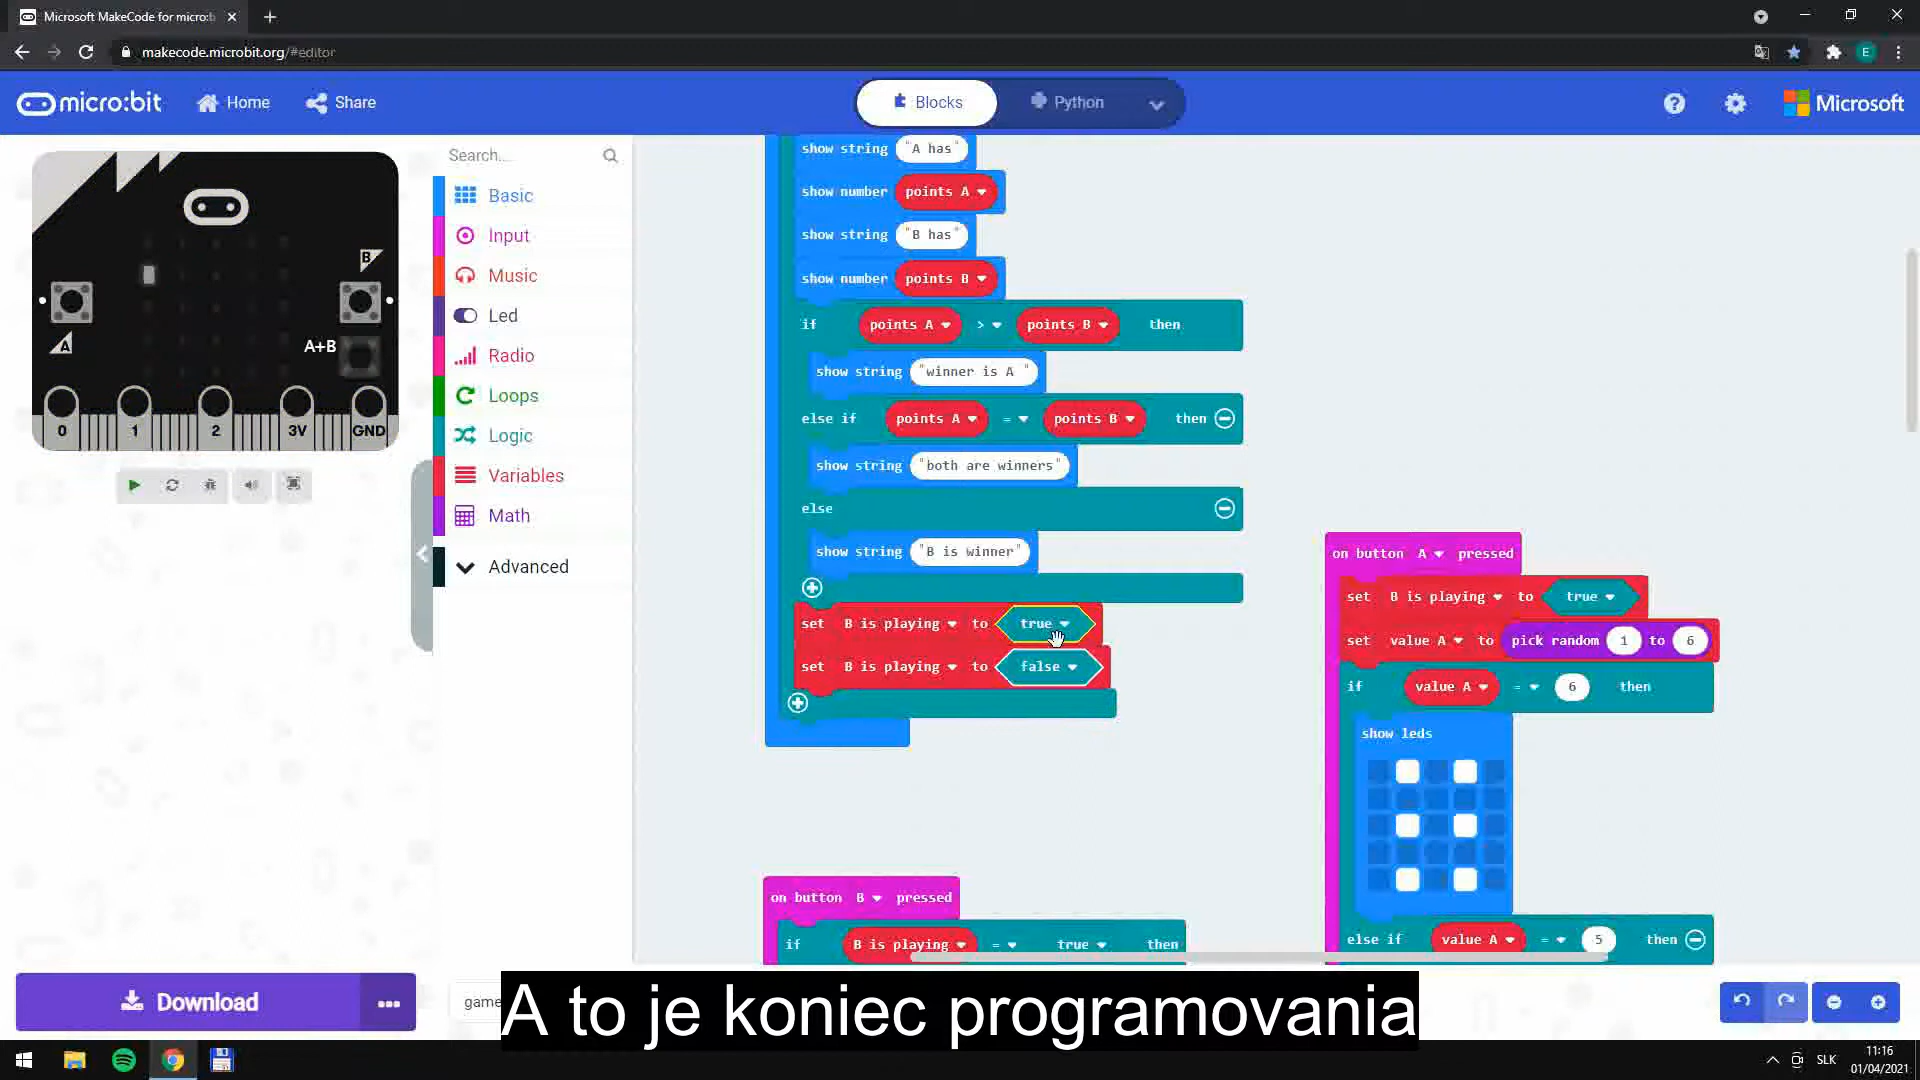 Microsoft MakeCode for micro:b
makecode.microbit.org/#editor
E
micro:bit
Home
Share
Blocks
Python
Microsoft
Search...
Basic
Input
Music
Led
Radio
Loops
Logic
Variables
Math
Advanced
B
A
A+B
0
1
2
3V
GND
show string "A has"
show number points A
show string "B has"
show number points B
if points A > points B then
show string "winner is A "
else if points A = points B then
show string "both are winners"
else
show string "B is winner"
set B is playing to true
set B is playing to false
on button B pressed
if B is playing = true then
on button A pressed
set B is playing to true
set value A to pick random 1 to 6
if value A = 6 then
show leds
else if value A = 5 then
Download
game
A to je koniec programovania
SLK
11:16
01/04/2021